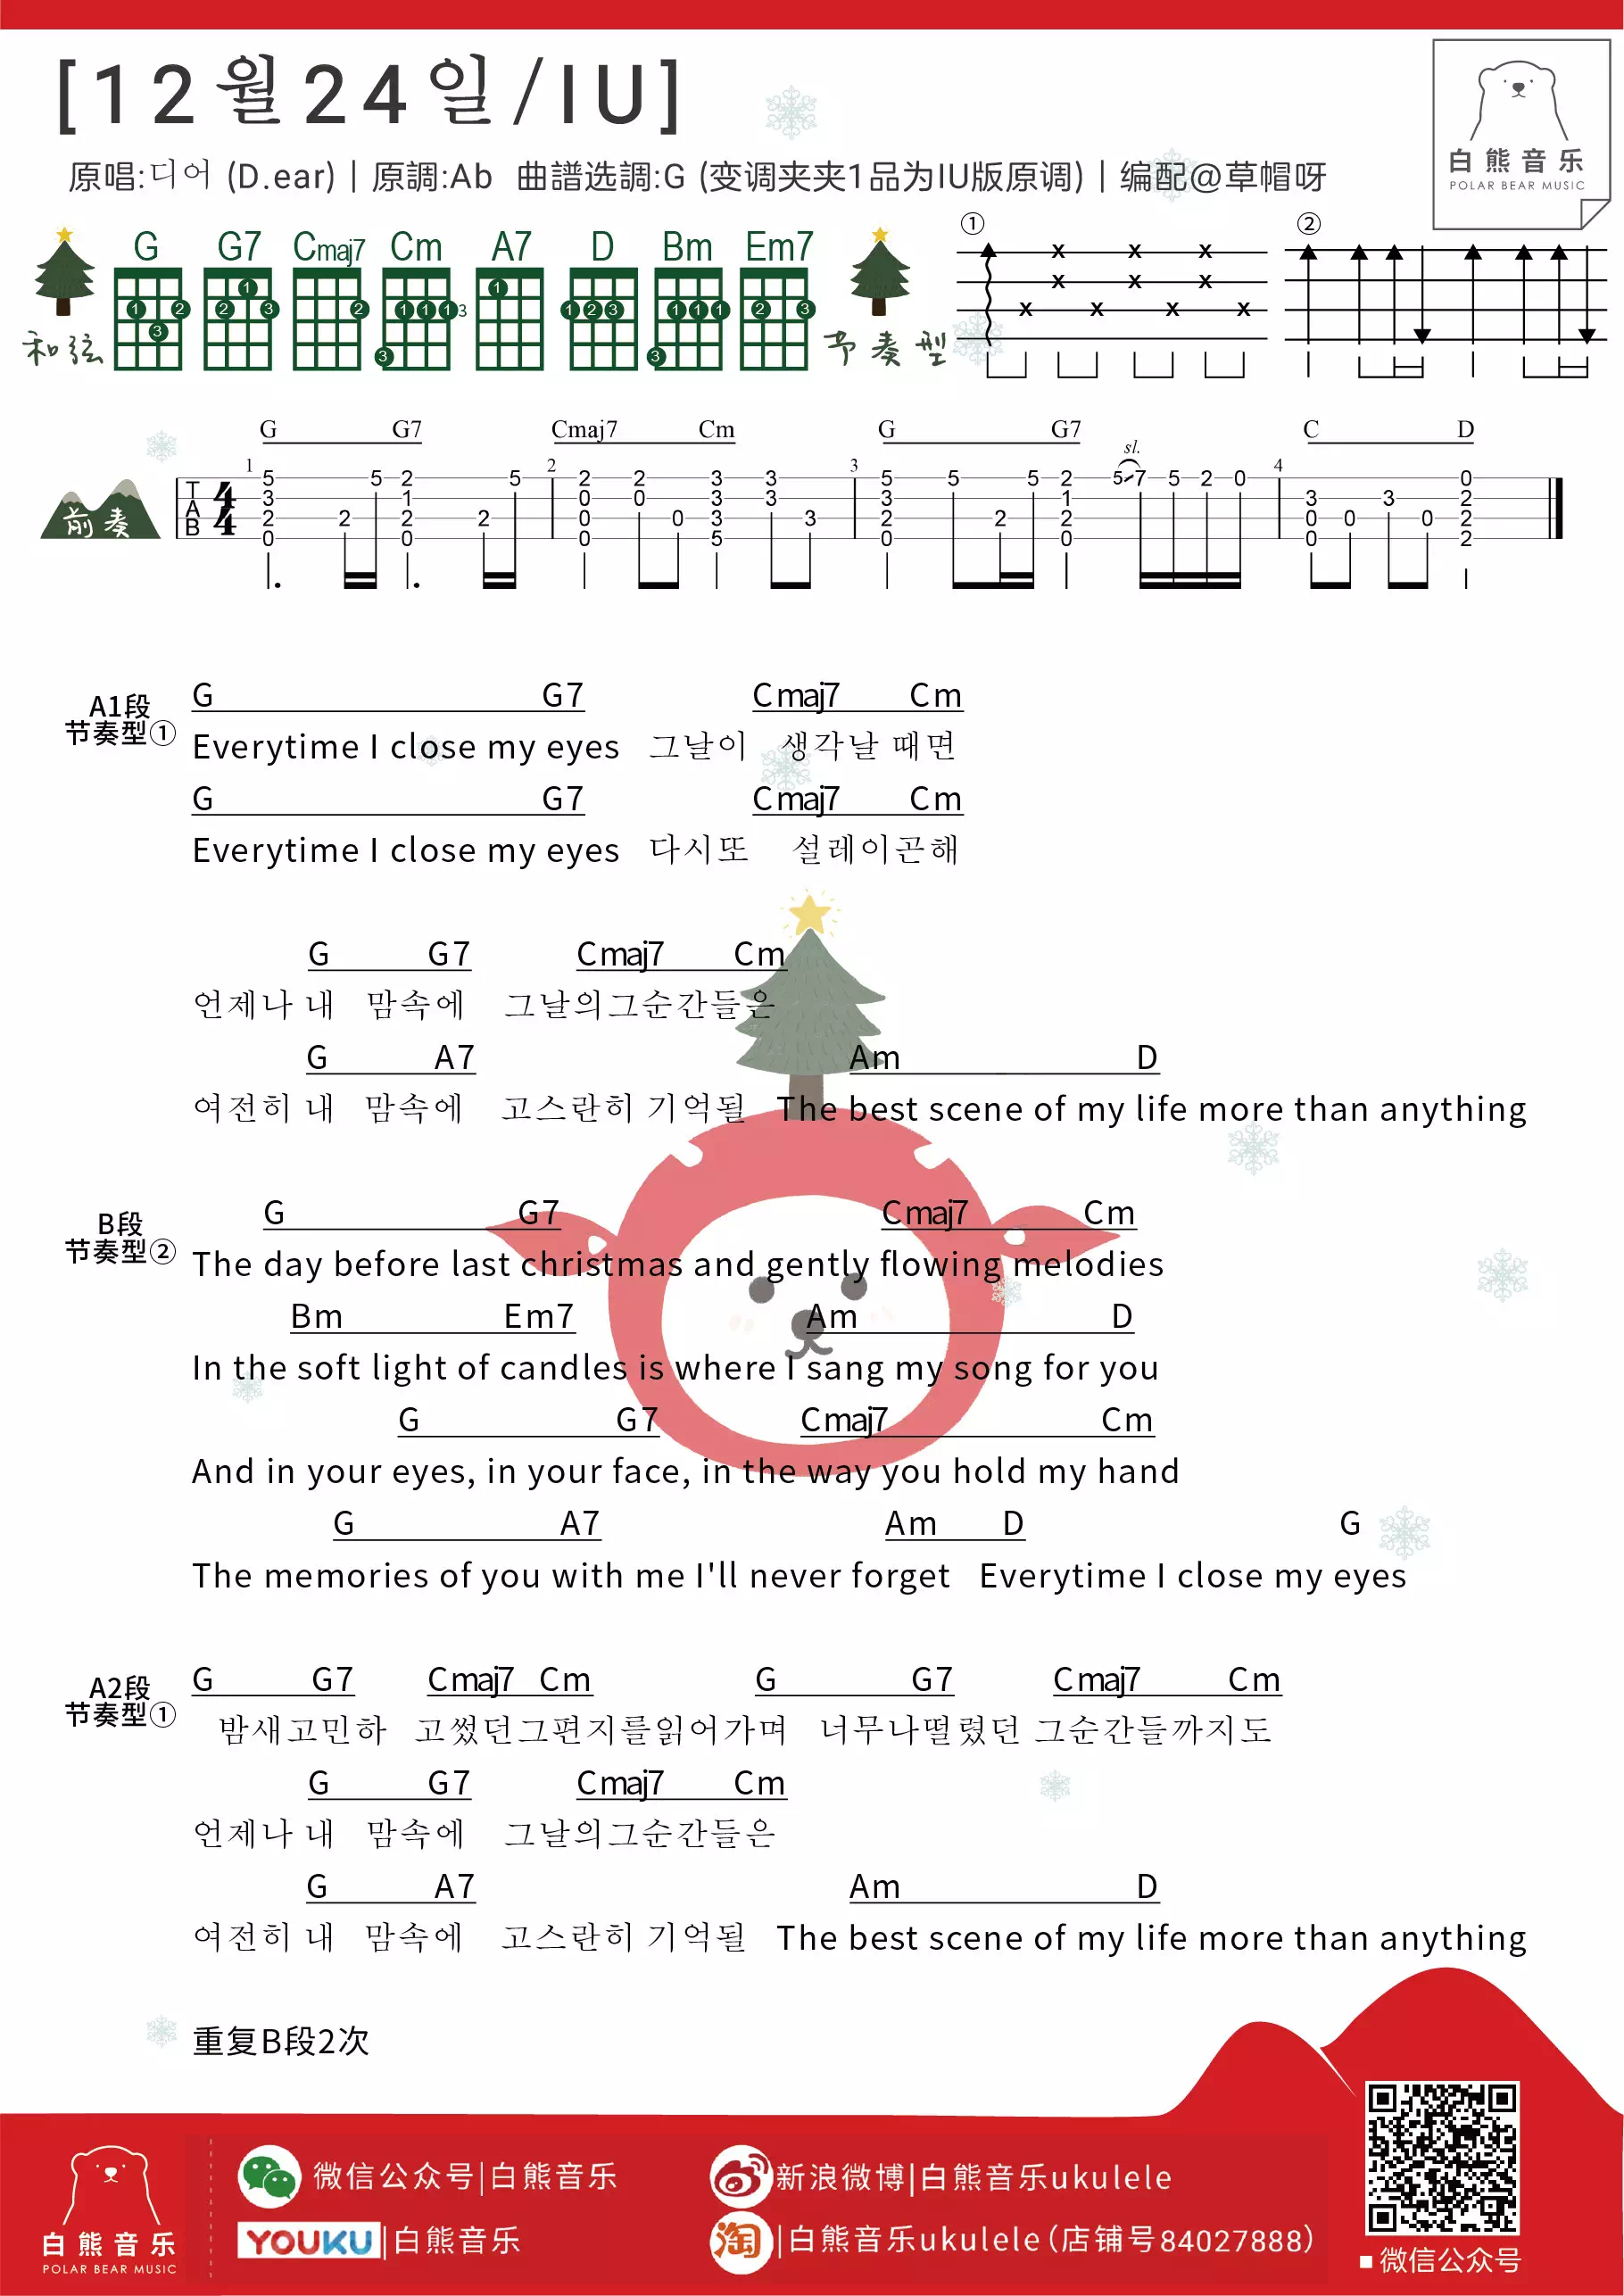 [12월24일/IU]
原唱:디어 (D.ear)｜原調:Ab 曲譜选調:G (变调夹夹1品为IU版原调)｜编配@草帽呀
白熊音乐
POLAR BEAR MUSIC
和弦
G G7 Cmaj7 Cm A7 D Bm Em7
节奏型
① ②
前奏
G G7 Cmaj7 Cm G G7 C D
sl.
A1段
节奏型①
G G7 Cmaj7 Cm
Everytime I close my eyes 그날이 생각날 때면
G G7 Cmaj7 Cm
Everytime I close my eyes 다시또 설레이곤해
G G7 Cmaj7 Cm
언제나 내 맘속에 그날의그순간들은
G A7 Am D
여전히 내 맘속에 고스란히 기억될 The best scene of my life more than anything
B段
节奏型②
G G7 Cmaj7 Cm
The day before last christmas and gently flowing melodies
Bm Em7 Am D
In the soft light of candles is where I sang my song for you
G G7 Cmaj7 Cm
And in your eyes, in your face, in the way you hold my hand
G A7 Am D G
The memories of you with me I'll never forget Everytime I close my eyes
A2段
节奏型①
G G7 Cmaj7 Cm G G7 Cmaj7 Cm
밤새고민하 고썼던그편지를읽어가며 너무나떨렸던 그순간들까지도
G G7 Cmaj7 Cm
언제나 내 맘속에 그날의그순간들은
G A7 Am D
여전히 내 맘속에 고스란히 기억될 The best scene of my life more than anything
重复B段2次
白熊音乐
POLAR BEAR MUSIC
微信公众号|白熊音乐
新浪微博|白熊音乐ukulele
YOUKU|白熊音乐
淘|白熊音乐ukulele(店铺号84027888)
微信公众号